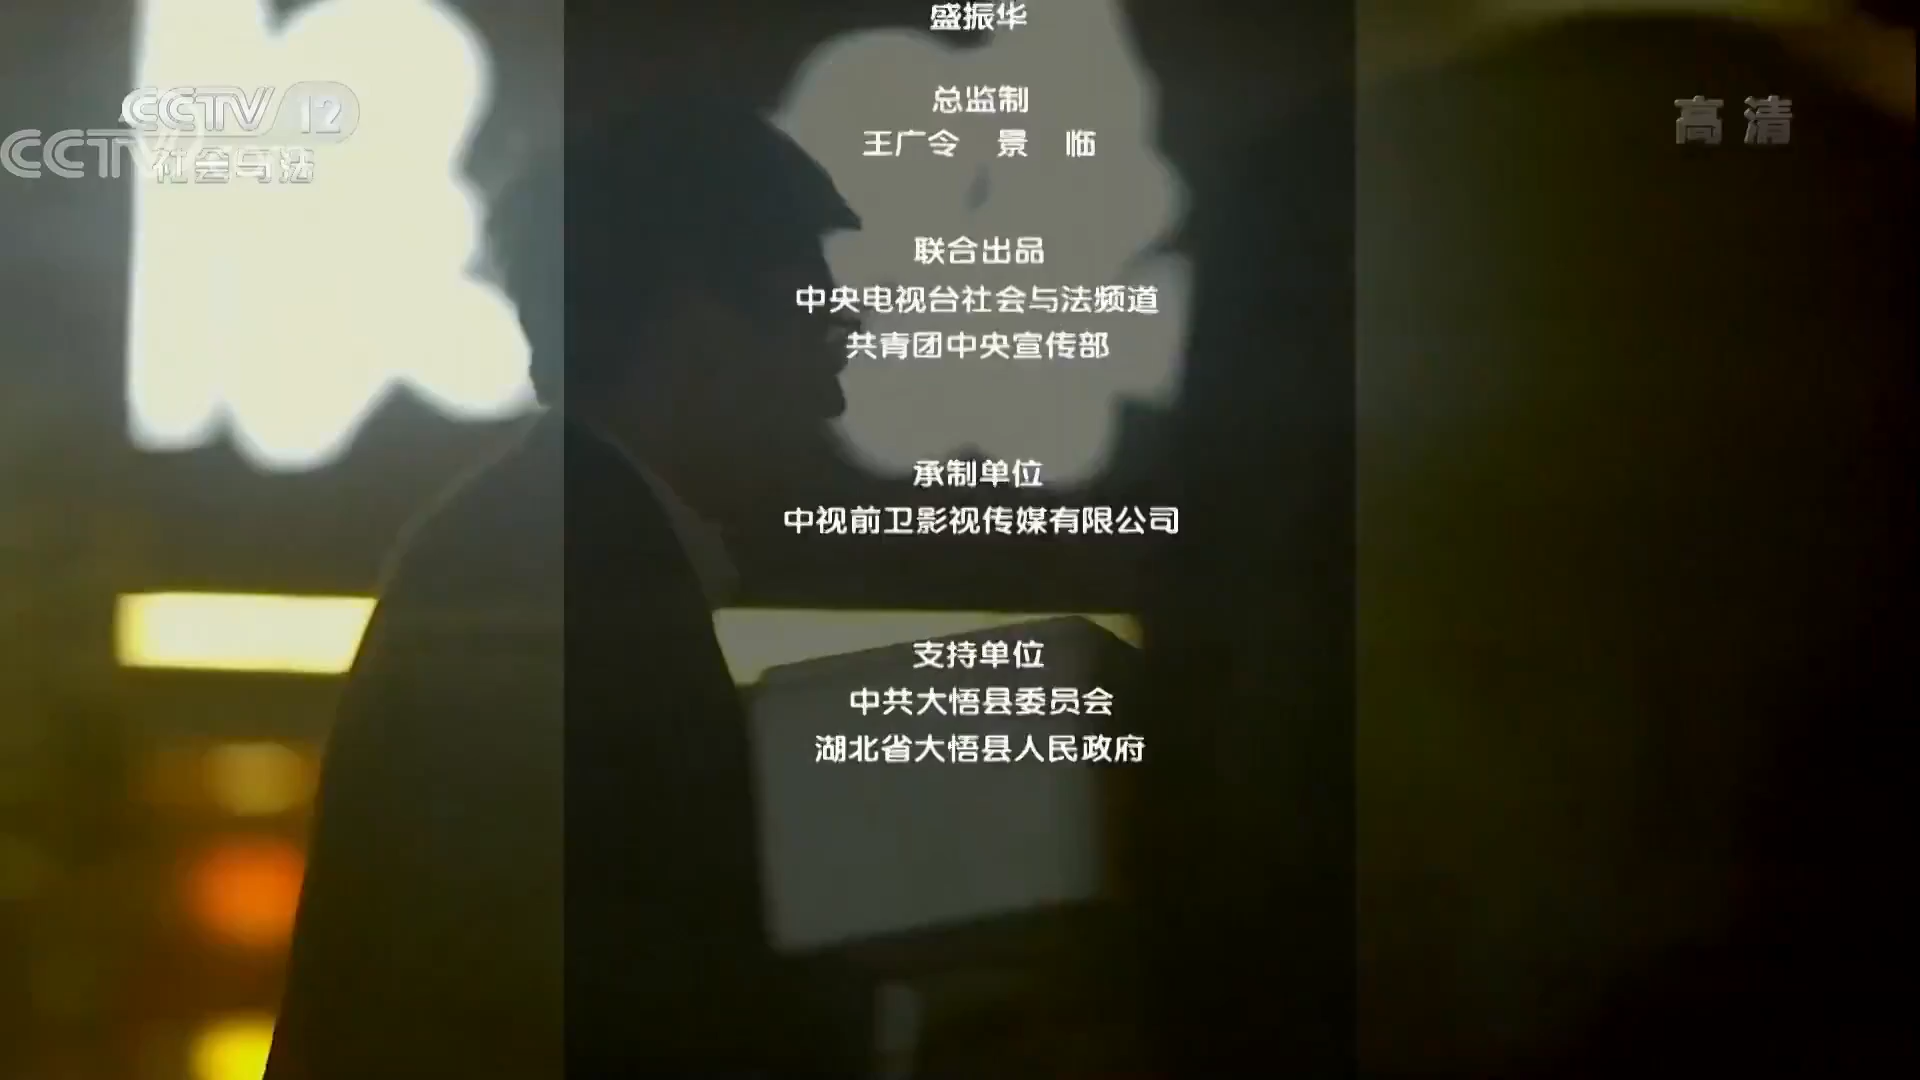 盛振华
CCTV 12
CCTV
社会与法
高清
总监制
王广令 景 临
联合出品
中央电视台社会与法频道
共青团中央宣传部
承制单位
中视前卫影视传媒有限公司
支持单位
中共大悟县委员会
湖北省大悟县人民政府